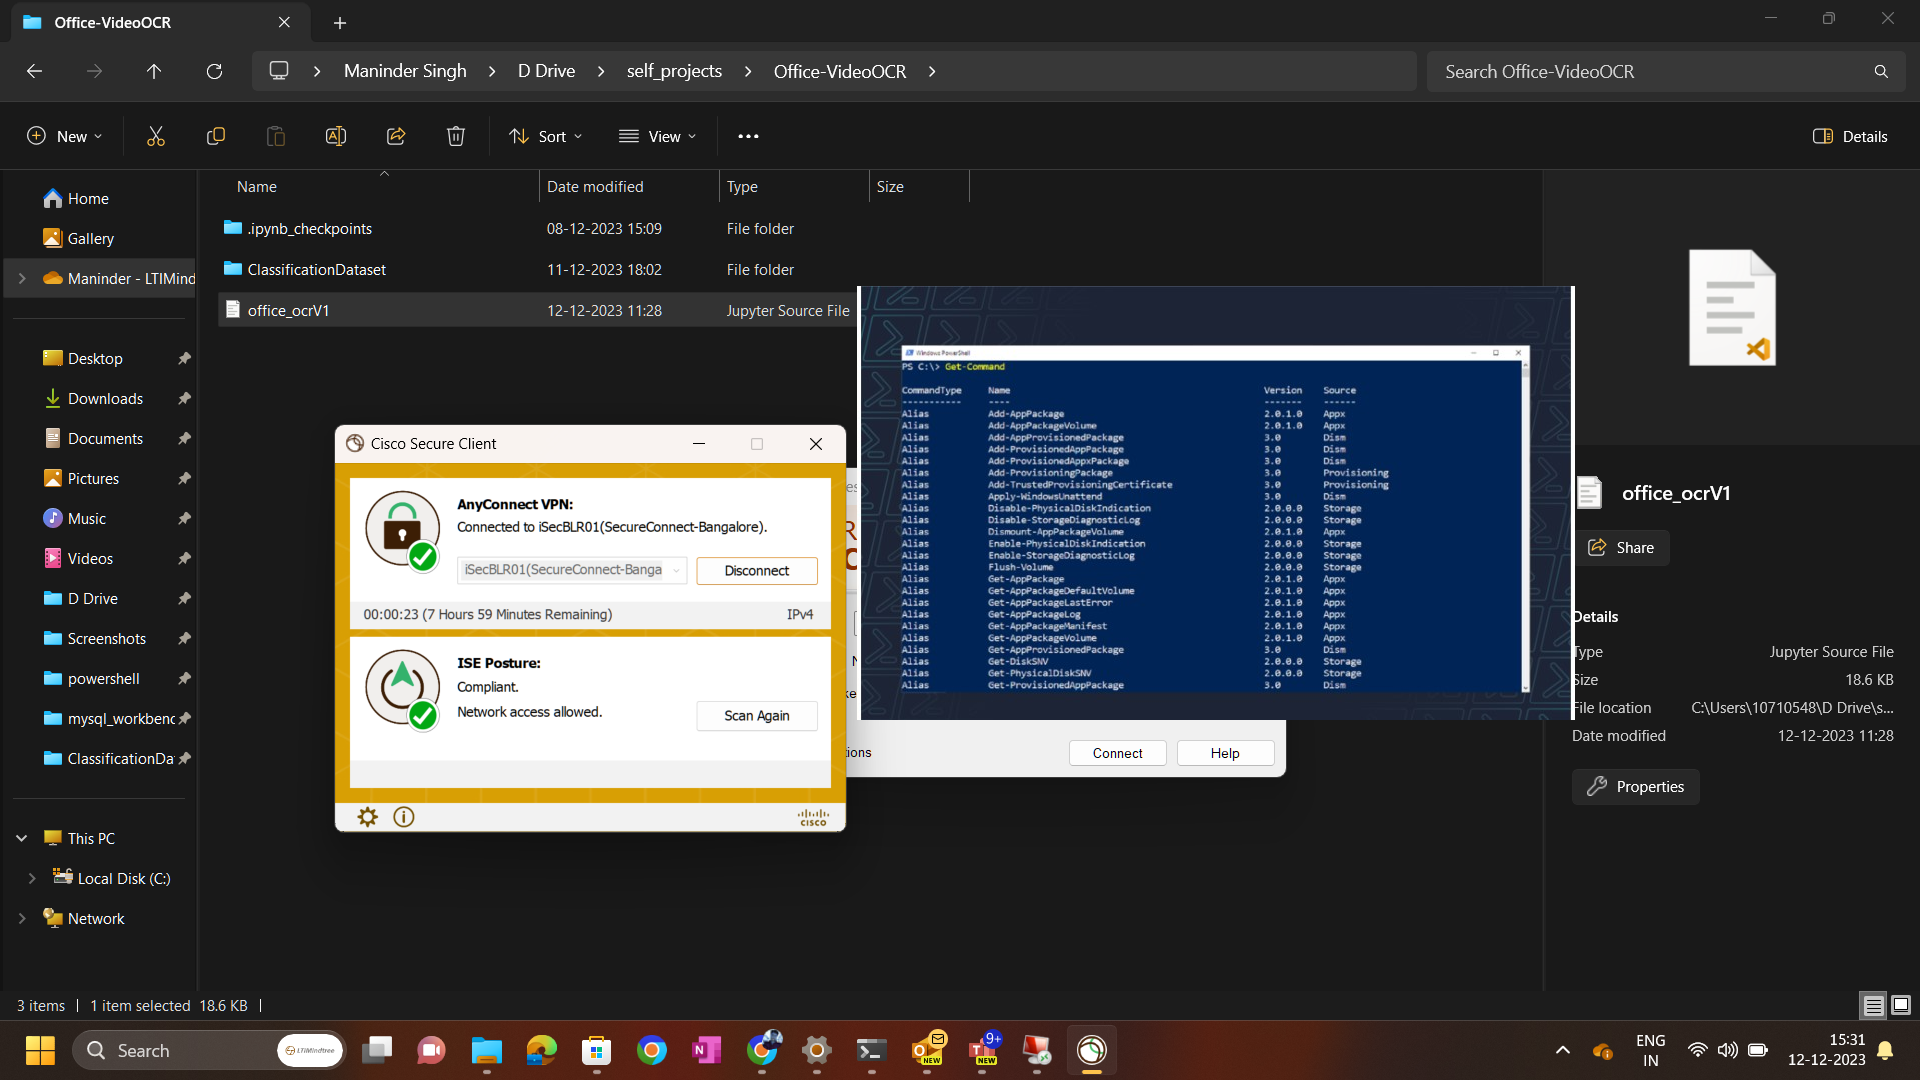 Office-VideoOCR
Maninder Singh
D Drive
self_projects
Office-VideoOCR
Search Office-VideoOCR
New
Sort
View
Details
Home
Gallery
Maninder - LTIMind
Desktop
Downloads
Documents
Pictures
Music
Videos
D Drive
Screenshots
powershell
mysql_workbenc
ClassificationDa
This PC
Local Disk (C:)
Network
Name Date modified Type Size
.ipynb_checkpoints 08-12-2023 15:09 File folder
ClassificationDataset 11-12-2023 18:02 File folder
office_ocrV1 12-12-2023 11:28 Jupyter Source File
Cisco Secure Client
AnyConnect VPN:
Connected to iSecBLR01(SecureConnect-Bangalore).
iSecBLR01(SecureConnect-Banga
Disconnect
00:00:23 (7 Hours 59 Minutes Remaining) IPv4
ISE Posture:
Compliant.
Network access allowed.
Scan Again
cisco
tions
Connect
Help
Windows PowerShell
PS C:\> Get-Command
CommandType Name Version Source
----------- ---- ------- ------
Alias Add-AppPackage 2.0.1.0 Appx
Alias Add-AppPackageVolume 2.0.1.0 Appx
Alias Add-AppProvisionedPackage 3.0 Dism
Alias Add-ProvisionedAppPackage 3.0 Dism
Alias Add-ProvisionedAppxPackage 3.0 Dism
Alias Add-ProvisioningPackage 3.0 Provisioning
Alias Add-TrustedProvisioningCertificate 3.0 Provisioning
Alias Apply-WindowsUnattend 3.0 Dism
Alias Disable-PhysicalDiskIndication 2.0.0.0 Storage
Alias Disable-StorageDiagnosticLog 2.0.0.0 Storage
Alias Dismount-AppPackageVolume 2.0.1.0 Appx
Alias Enable-PhysicalDiskIndication 2.0.0.0 Storage
Alias Enable-StorageDiagnosticLog 2.0.0.0 Storage
Alias Flush-Volume 2.0.0.0 Storage
Alias Get-AppPackage 2.0.1.0 Appx
Alias Get-AppPackageDefaultVolume 2.0.1.0 Appx
Alias Get-AppPackageLastError 2.0.1.0 Appx
Alias Get-AppPackageLog 2.0.1.0 Appx
Alias Get-AppPackageManifest 2.0.1.0 Appx
Alias Get-AppPackageVolume 2.0.1.0 Appx
Alias Get-AppProvisionedPackage 3.0 Dism
Alias Get-DiskSNV 2.0.0.0 Storage
Alias Get-PhysicalDiskSNV 2.0.0.0 Storage
Alias Get-ProvisionedAppPackage 3.0 Dism
office_ocrV1
Share
Details
Type Jupyter Source File
Size 18.6 KB
File location C:\Users\10710548\D Drive\s...
Date modified 12-12-2023 11:28
Properties
3 items 1 item selected 18.6 KB
Search
LTIMindtree
NEW
9+
NEW
ENG
IN
15:31
12-12-2023